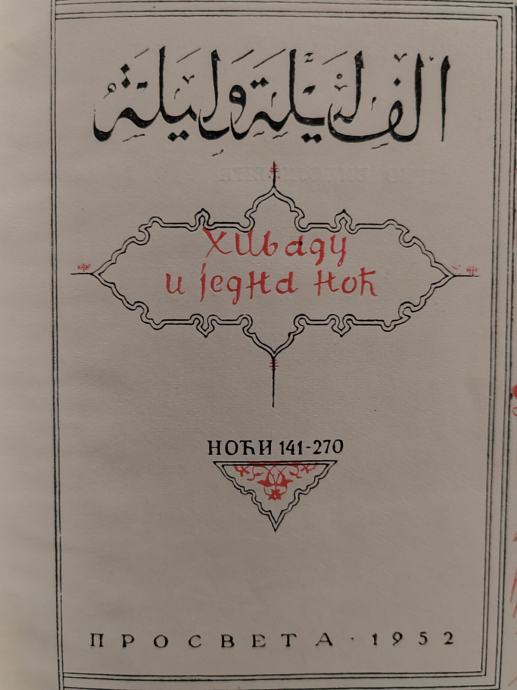 الف ليلة وليلة
Хиљаду
и једна ноћ
НОЋИ 141-270
ПРОСВЕТА · 1952